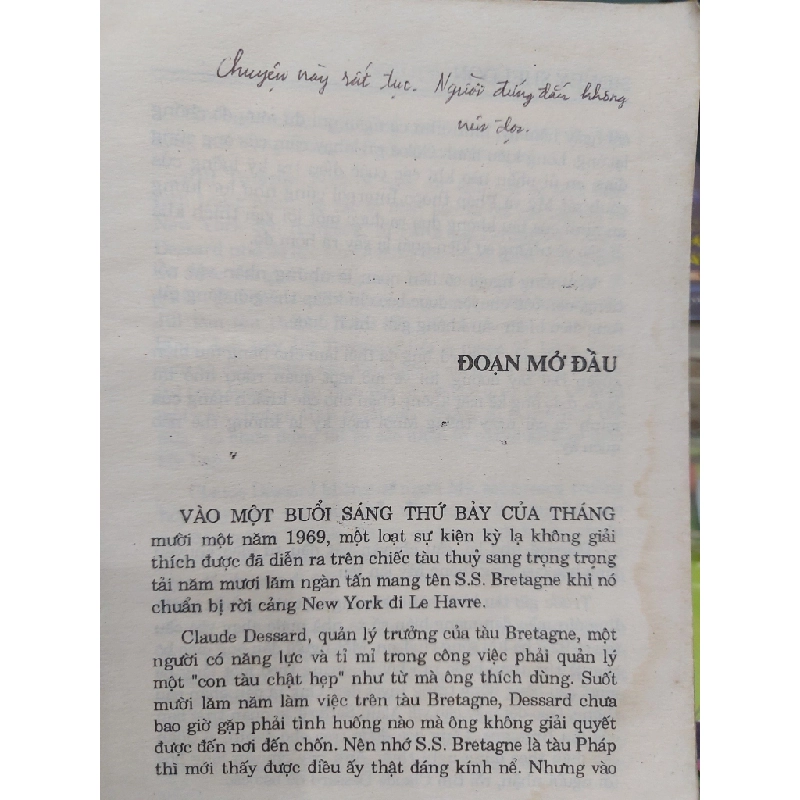 Chuyện này rất tục. Người đứng đắn không
nên đọc.
ĐOẠN MỞ ĐẦU
VÀO MỘT BUỔI SÁNG THỨ BẢY CỦA THÁNG
mười một năm 1969, một loạt sự kiện kỳ lạ không giải
thích được đã diễn ra trên chiếc tàu thuỷ sang trọng trọng
tải năm mươi lăm ngàn tấn mang tên S.S. Bretagne khi nó
chuẩn bị rời cảng New York đi Le Havre.
Claude Dessard, quản lý trưởng của tàu Bretagne, một
người có năng lực và tỉ mỉ trong công việc phải quản lý
một "con tàu chật hẹp" như từ mà ông thích dùng. Suốt
mười lăm năm làm việc trên tàu Bretagne, Dessard chưa
bao giờ gặp phải tình huống nào mà ông không giải quyết
được đến nơi đến chốn. Nên nhớ S.S. Bretagne là tàu Pháp
thì mới thấy được điều ấy thật đáng kính nể. Nhưng vào